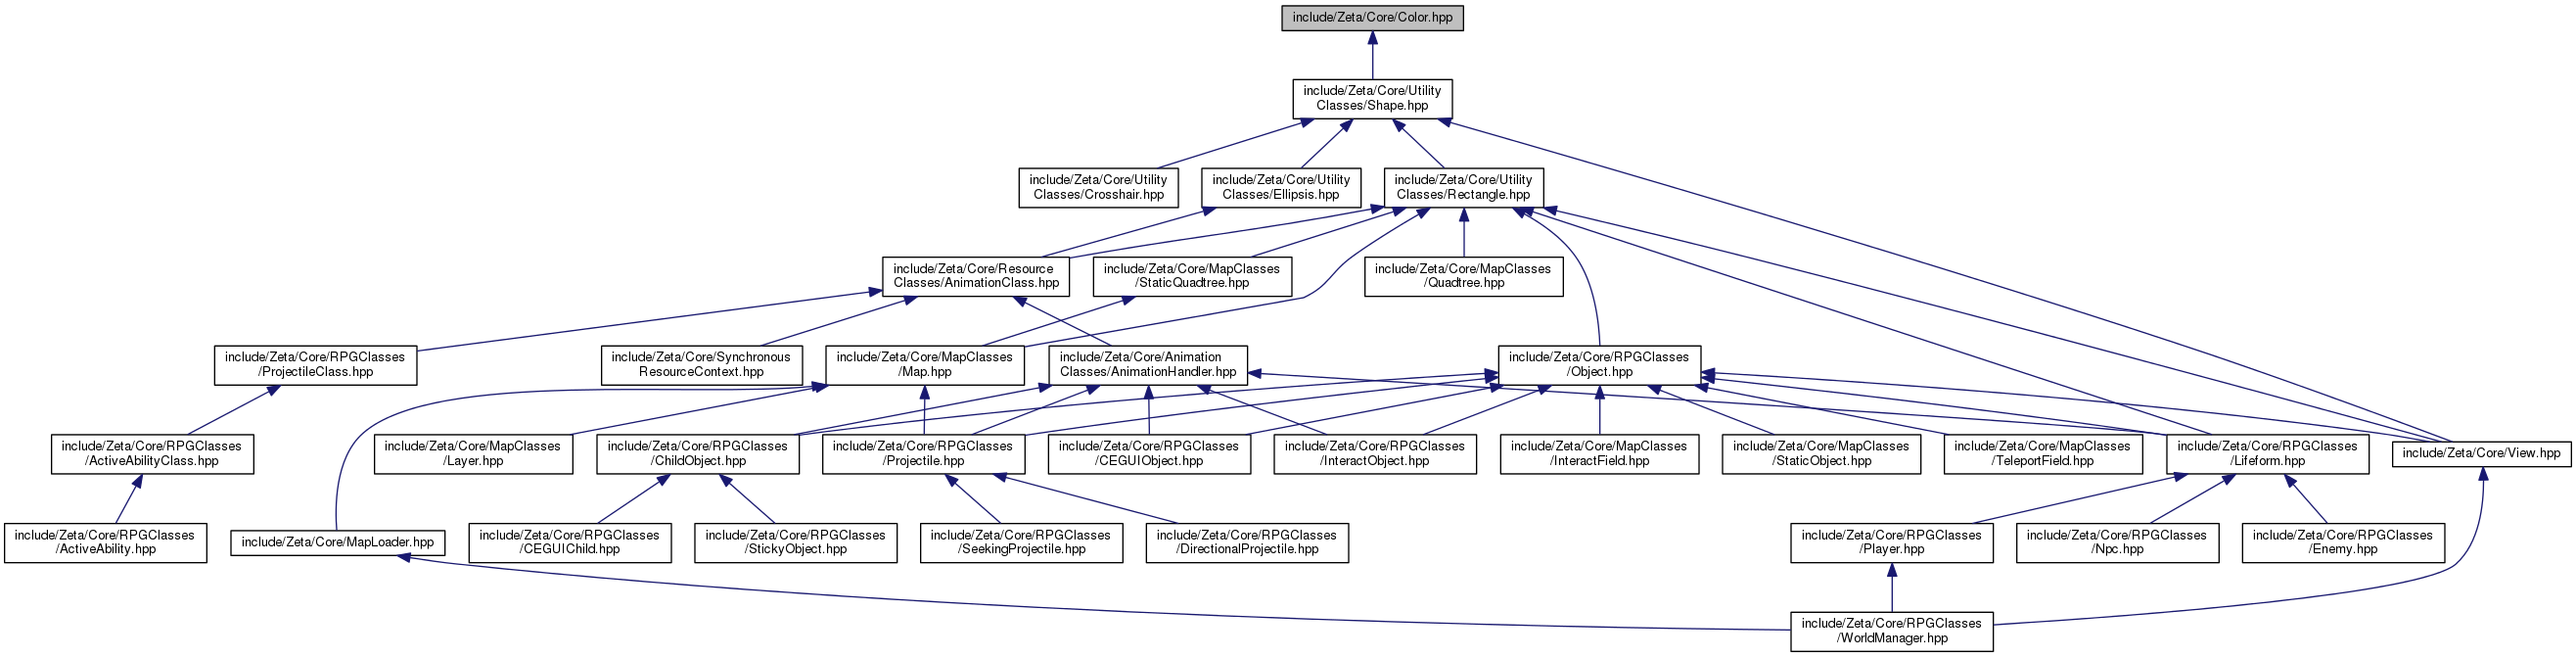 include/Zeta/Core/Color.hpp
include/Zeta/Core/Utility
Classes/Shape.hpp
include/Zeta/Core/Utility
Classes/Crosshair.hpp
include/Zeta/Core/Utility
Classes/Ellipsis.hpp
include/Zeta/Core/Utility
Classes/Rectangle.hpp
include/Zeta/Core/Resource
Classes/AnimationClass.hpp
include/Zeta/Core/MapClasses
/StaticQuadtree.hpp
include/Zeta/Core/MapClasses
/Quadtree.hpp
include/Zeta/Core/RPGClasses
/ProjectileClass.hpp
include/Zeta/Core/Synchronous
ResourceContext.hpp
include/Zeta/Core/MapClasses
/Map.hpp
include/Zeta/Core/Animation
Classes/AnimationHandler.hpp
include/Zeta/Core/RPGClasses
/Object.hpp
include/Zeta/Core/RPGClasses
/ActiveAbilityClass.hpp
include/Zeta/Core/MapClasses
/Layer.hpp
include/Zeta/Core/RPGClasses
/ChildObject.hpp
include/Zeta/Core/RPGClasses
/Projectile.hpp
include/Zeta/Core/RPGClasses
/CEGUIObject.hpp
include/Zeta/Core/RPGClasses
/InteractObject.hpp
include/Zeta/Core/MapClasses
/InteractField.hpp
include/Zeta/Core/MapClasses
/StaticObject.hpp
include/Zeta/Core/MapClasses
/TeleportField.hpp
include/Zeta/Core/RPGClasses
/Lifeform.hpp
include/Zeta/Core/View.hpp
include/Zeta/Core/RPGClasses
/ActiveAbility.hpp
include/Zeta/Core/MapLoader.hpp
include/Zeta/Core/RPGClasses
/CEGUIChild.hpp
include/Zeta/Core/RPGClasses
/StickyObject.hpp
include/Zeta/Core/RPGClasses
/SeekingProjectile.hpp
include/Zeta/Core/RPGClasses
/DirectionalProjectile.hpp
include/Zeta/Core/RPGClasses
/Player.hpp
include/Zeta/Core/RPGClasses
/Npc.hpp
include/Zeta/Core/RPGClasses
/Enemy.hpp
include/Zeta/Core/RPGClasses
/WorldManager.hpp